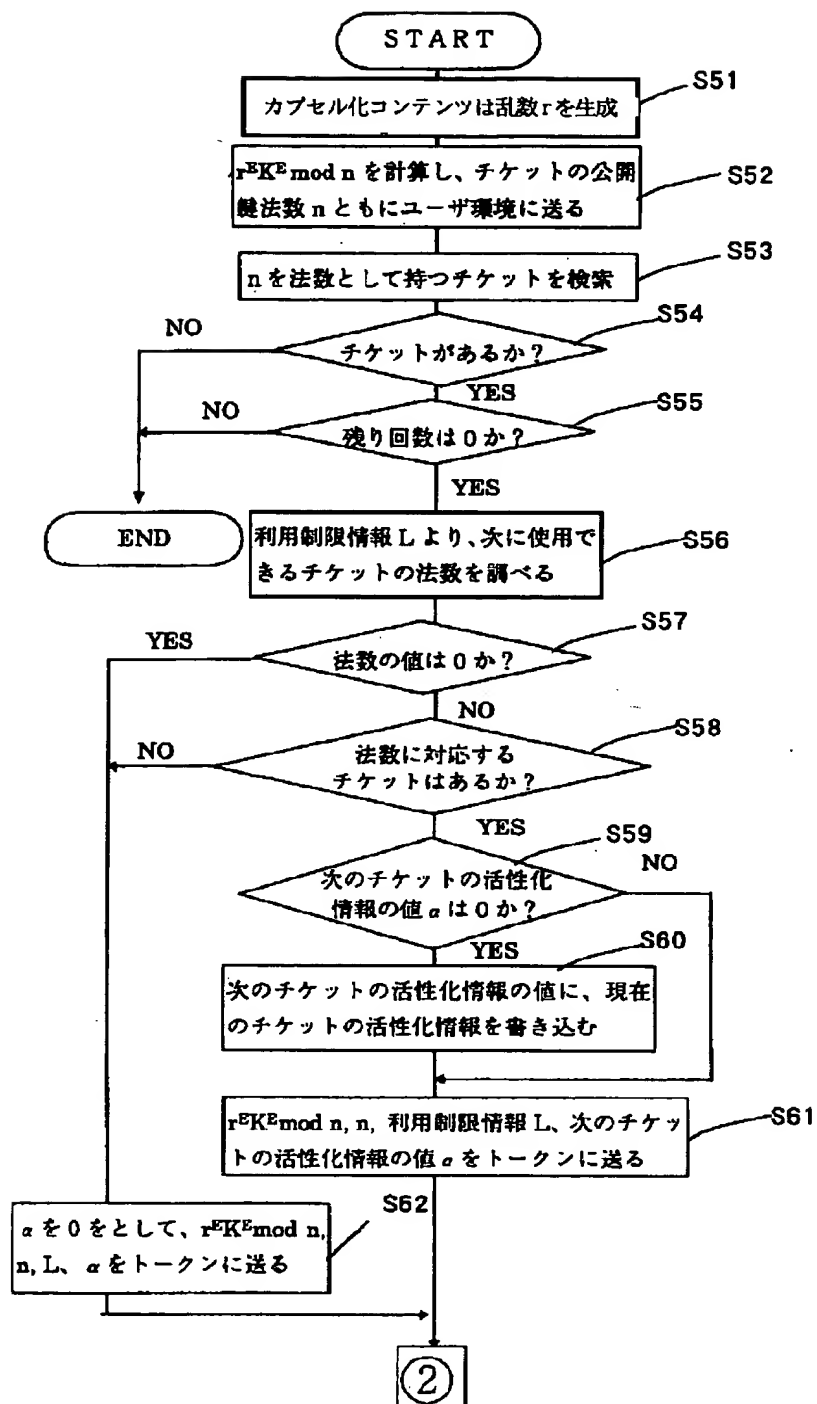 START
S51
カプセル化コンテンツは乱数rを生成
S52
rᴱKᴱmod n を計算し、チケットの公開
鍵法数nともにユーザ環境に送る
S53
nを法数として持つチケットを検索
S54
NO
チケットがあるか?
YES
S55
NO
残り回数は0か?
YES
END
利用制限情報Lより、次に使用で
きるチケットの法数を調べる
S56
S57
YES
法数の値は0か?
NO
S58
NO
法数に対応する
チケットはあるか?
YES
S59
NO
次のチケットの活性化
情報の値αは0か?
YES
S60
次のチケットの活性化情報の値に、現在
のチケットの活性化情報を書き込む
rᴱKᴱmod n, n, 利用制限情報L、次のチケッ
トの活性化情報の値αをトークンに送る
S61
S62
αを0をとして、rᴱKᴱmod n,
n, L、αをトークンに送る
②